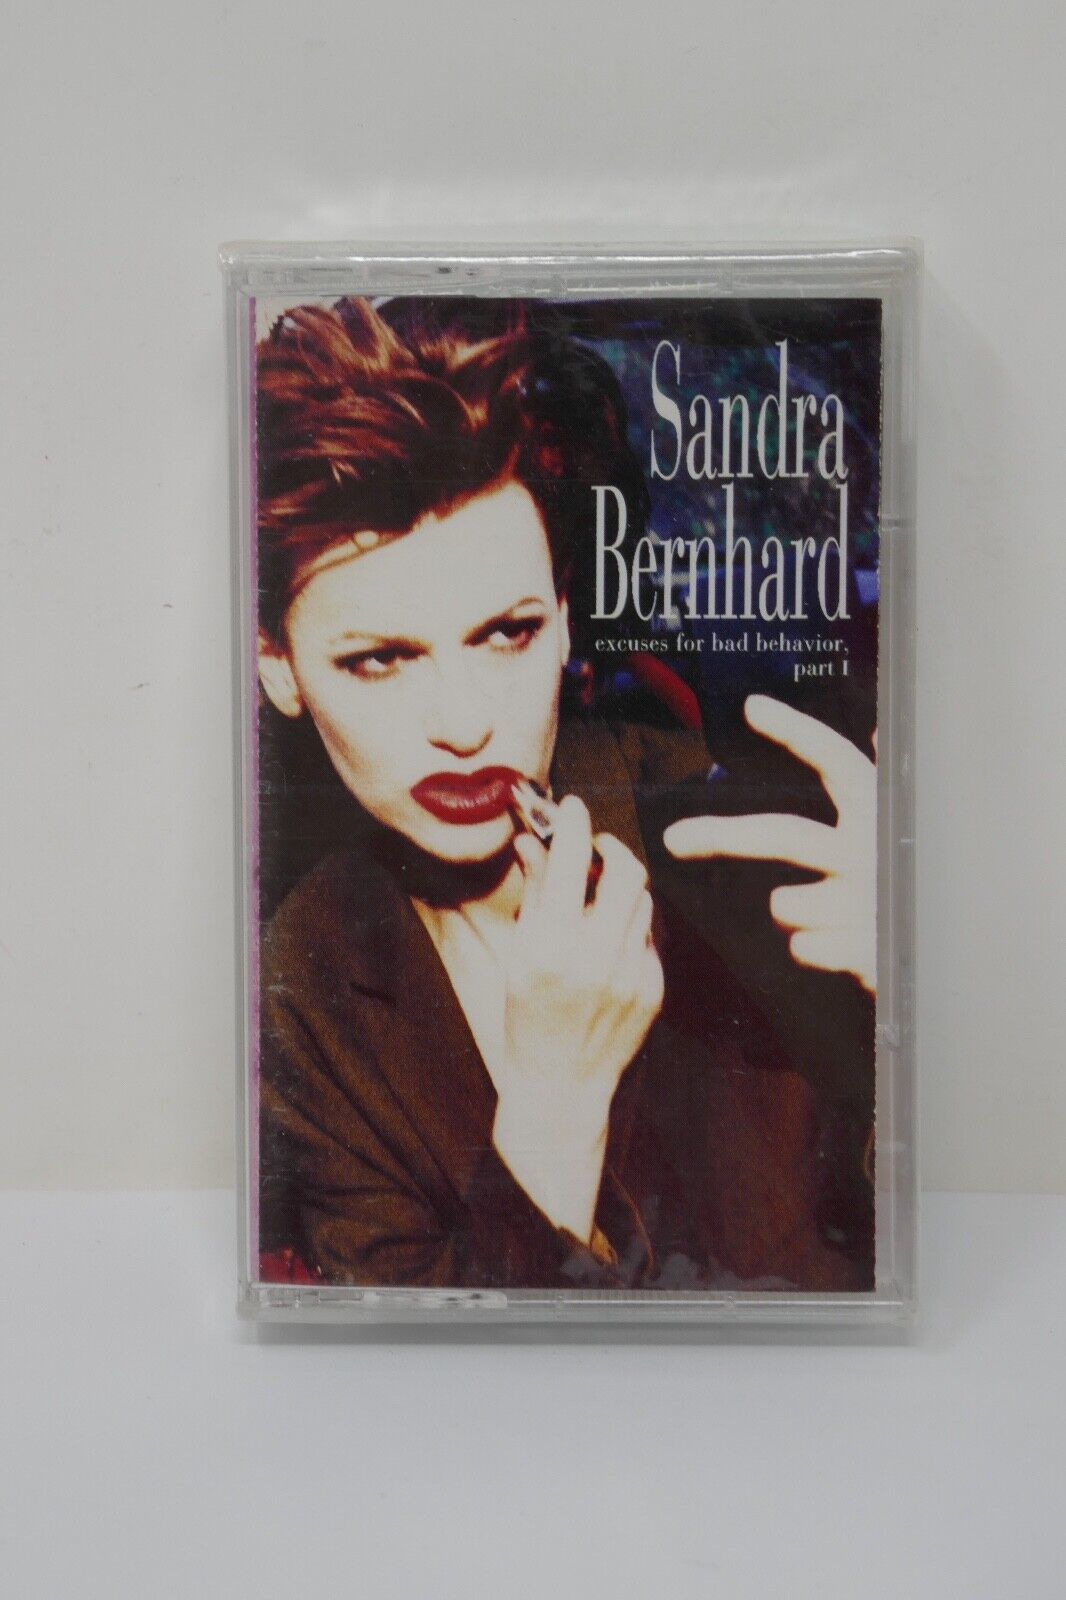 Sandra
Bernhard
excuses for bad behavior,
part I